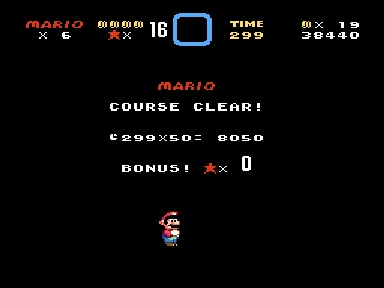 MARIO 16 TIME × 19
× 6 ★× 299 38440
MARIO
COURSE CLEAR!
299×50= 8050
BONUS! ★× 0